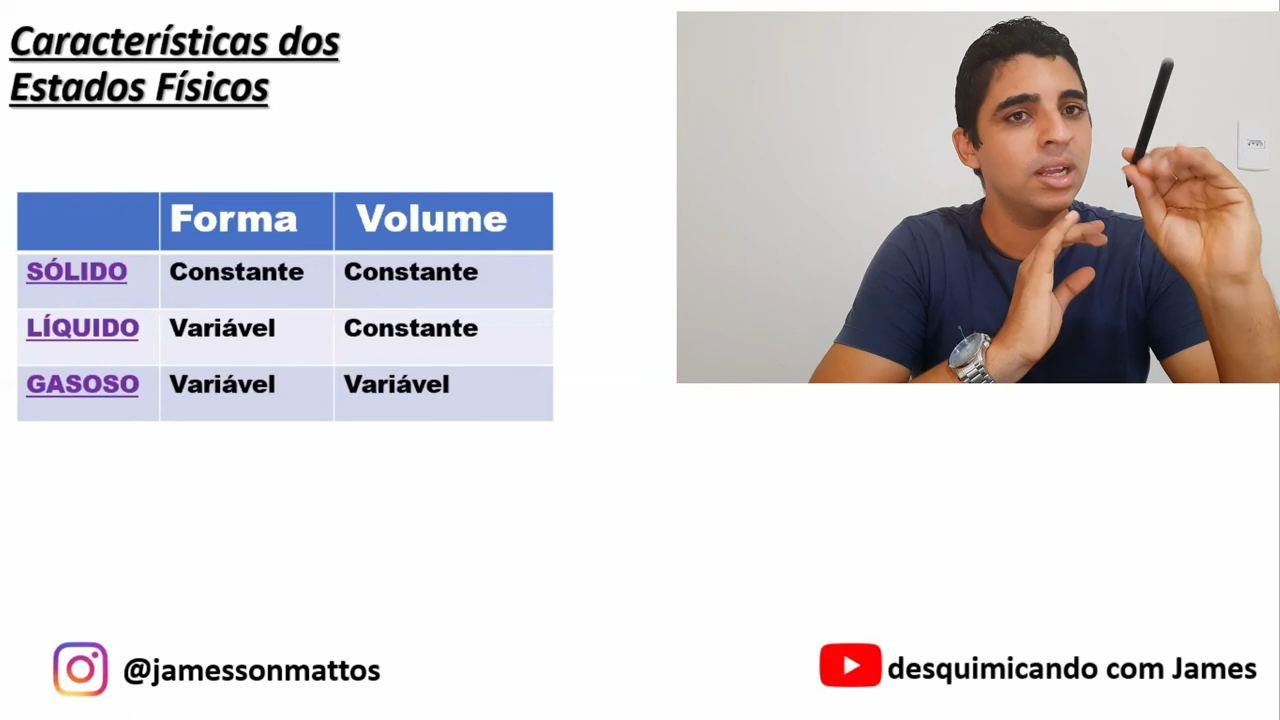 Características dos
Estados Físicos
Forma Volume
SÓLIDO Constante Constante
LÍQUIDO Variável Constante
GASOSO Variável Variável
@jamessonmattos
desquimicando com James